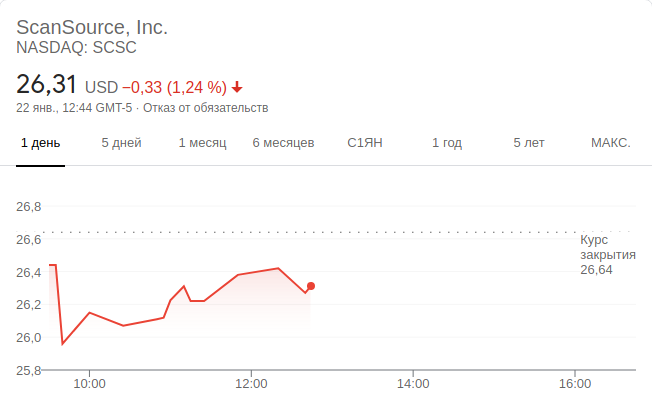 ScanSource, Inc.
NASDAQ: SCSC
26,31 USD −0,33 (1,24 %)
22 янв., 12:44 GMT-5 · Отказ от обязательств
1 день 5 дней 1 месяц 6 месяцев С1ЯН 1 год 5 лет МАКС.
26,8
26,6
26,4
26,2
26,0
25,8
Курс
закрытия
26,64
10:00 12:00 14:00 16:00